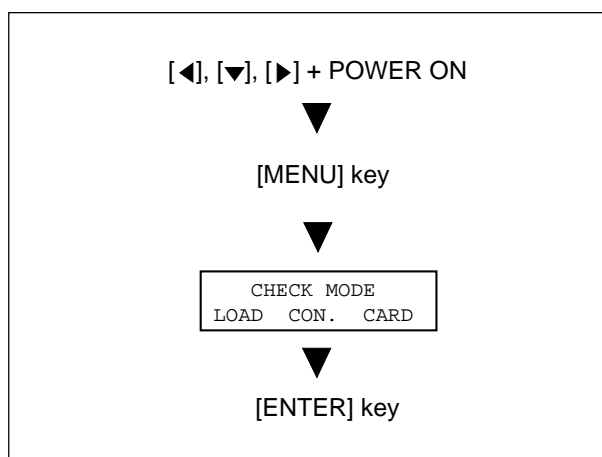 [◀], [▼], [▶] + POWER ON
[MENU] key
CHECK MODE
LOAD CON. CARD
[ENTER] key